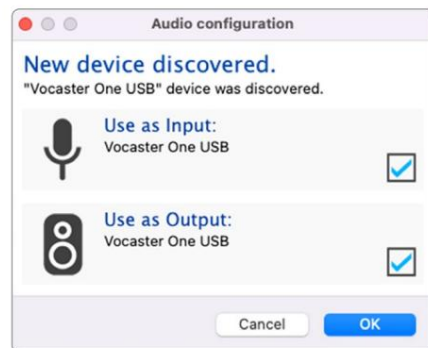 Audio configuration
New device discovered.
"Vocaster One USB" device was discovered.
Use as Input:
Vocaster One USB
Use as Output:
Vocaster One USB
Cancel
OK